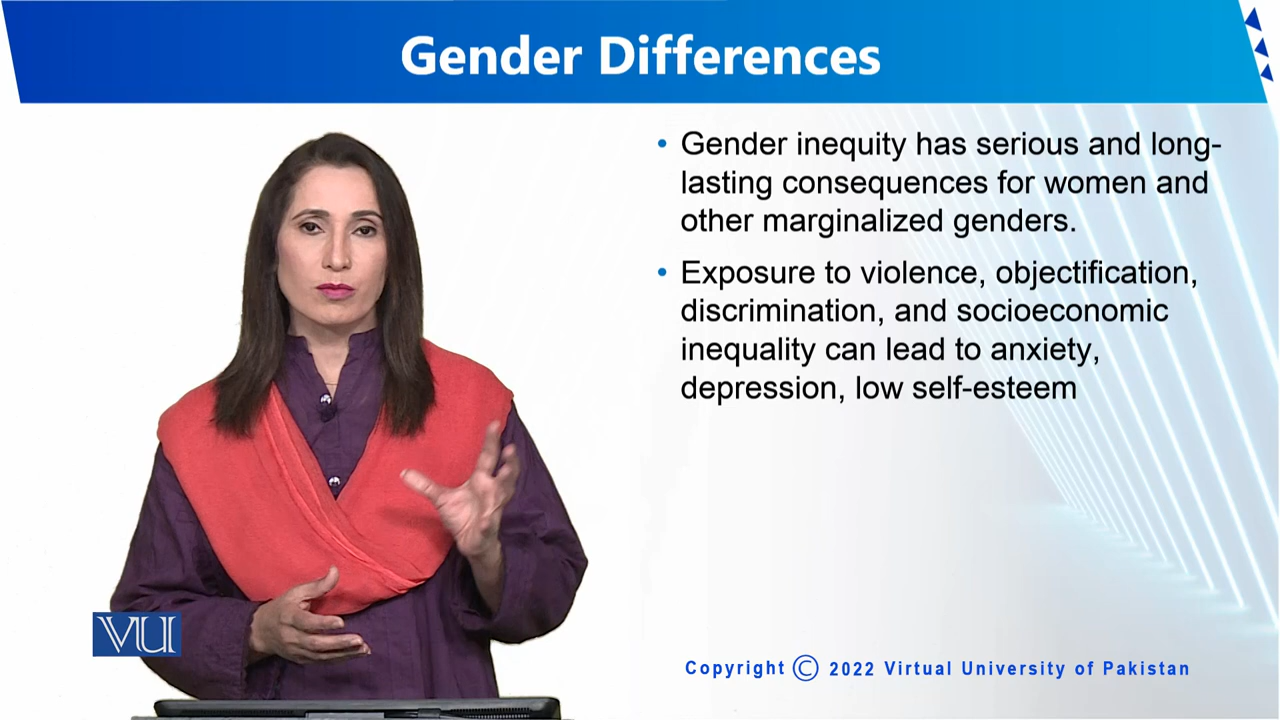 Gender Differences
• Gender inequity has serious and long-
lasting consequences for women and
other marginalized genders.
• Exposure to violence, objectification,
discrimination, and socioeconomic
inequality can lead to anxiety,
depression, low self-esteem
VU
Copyright © 2022 Virtual University of Pakistan